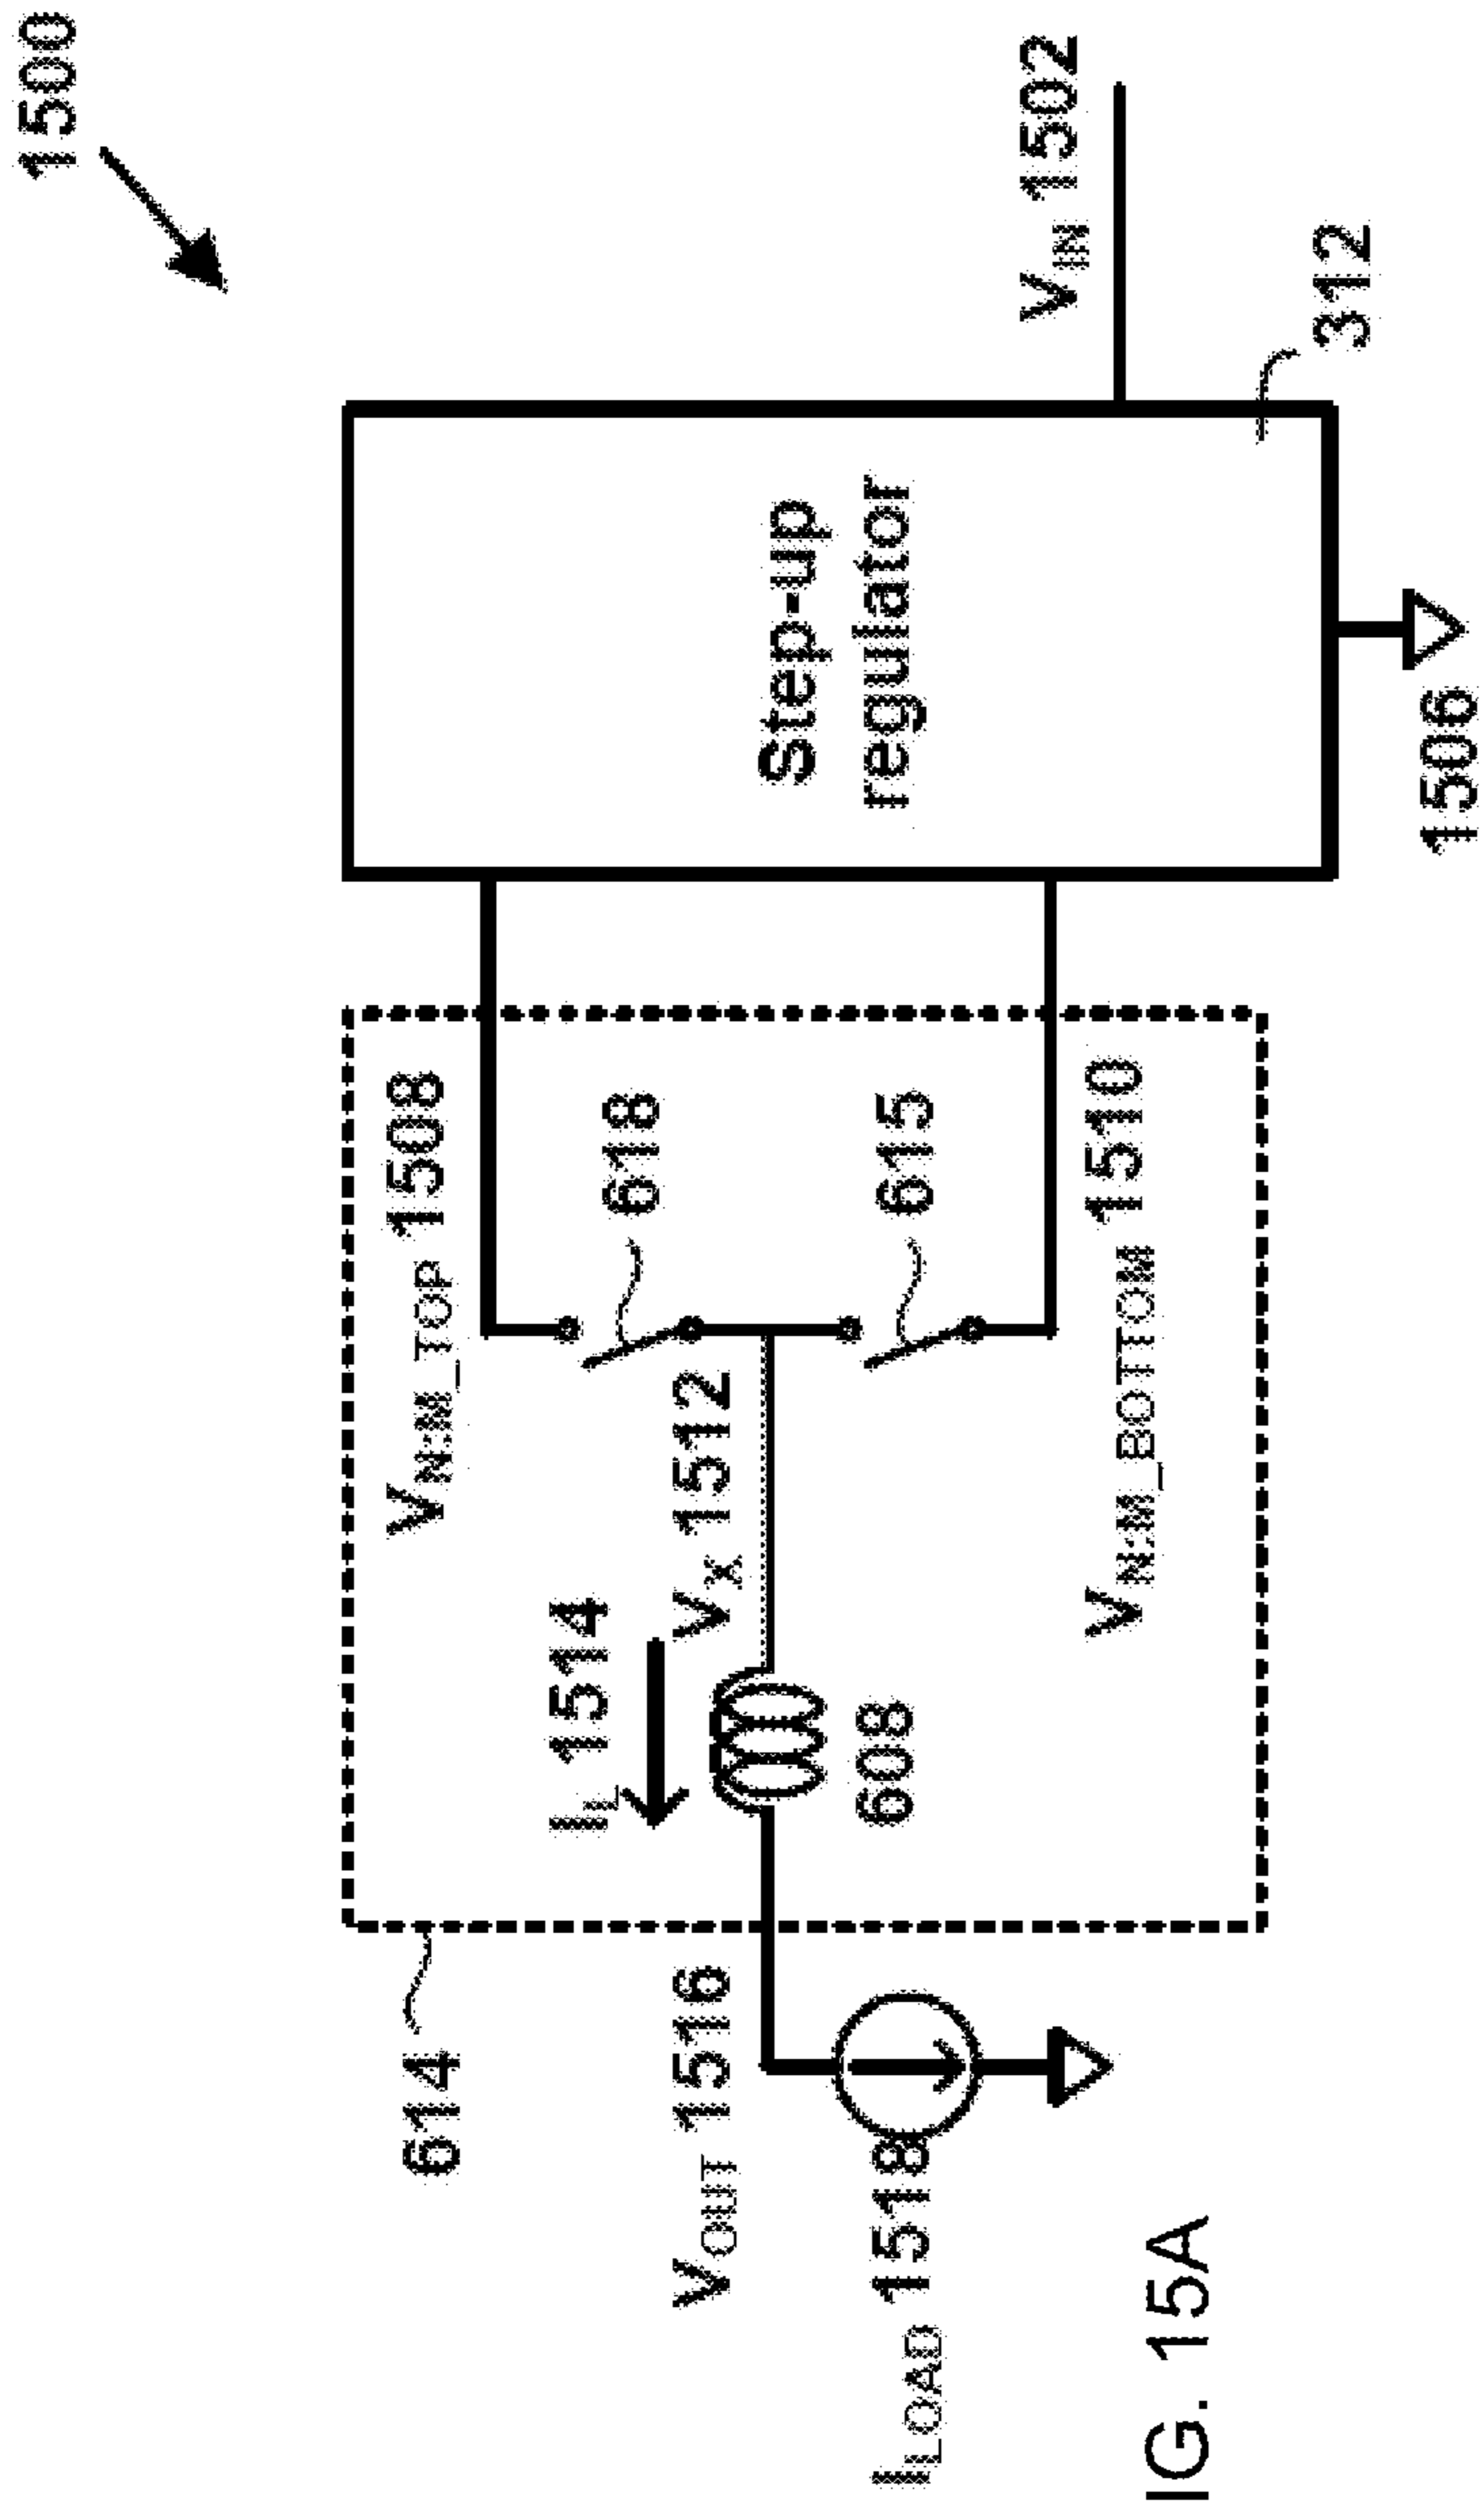 1500
614
V_N:M_TOP 1508
I_L 1514
618
V_OUT 1516
V_X 1512
Step-up
regulator
I_LOAD 1518
608
615
V_IN 1502
V_N:M_BOTTOM 1510
312
1506
IG. 15A